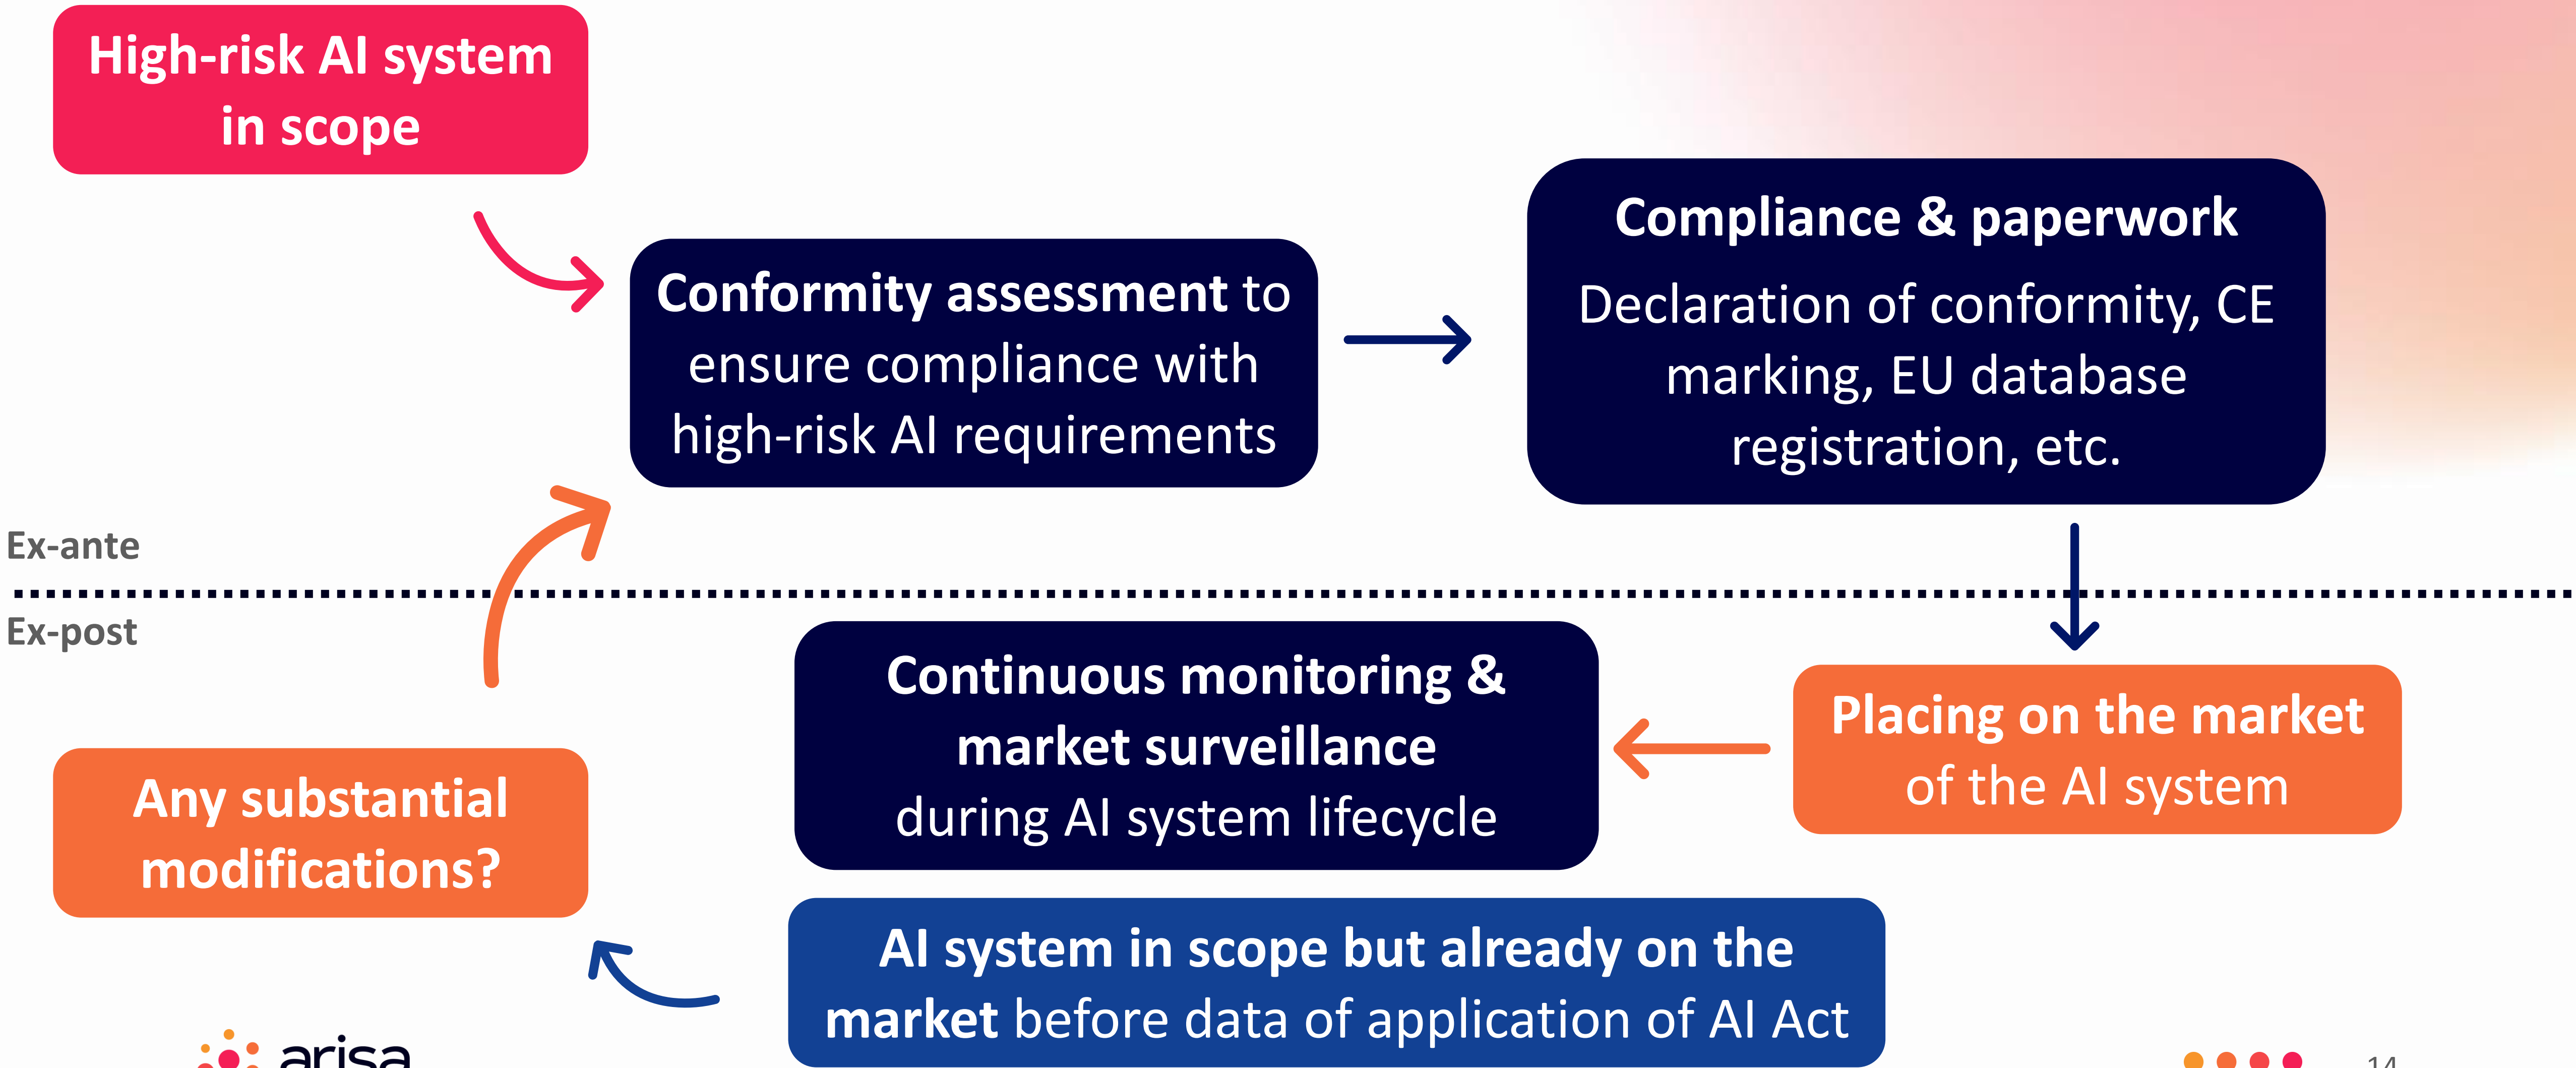 High-risk AI system
in scope
Conformity assessment to
ensure compliance with
high-risk AI requirements
Compliance & paperwork
Declaration of conformity, CE
marking, EU database
registration, etc.
Ex-ante
Ex-post
Continuous monitoring &
market surveillance
during AI system lifecycle
Placing on the market
of the AI system
Any substantial
modifications?
AI system in scope but already on the
market before data of application of AI Act
arisa
14